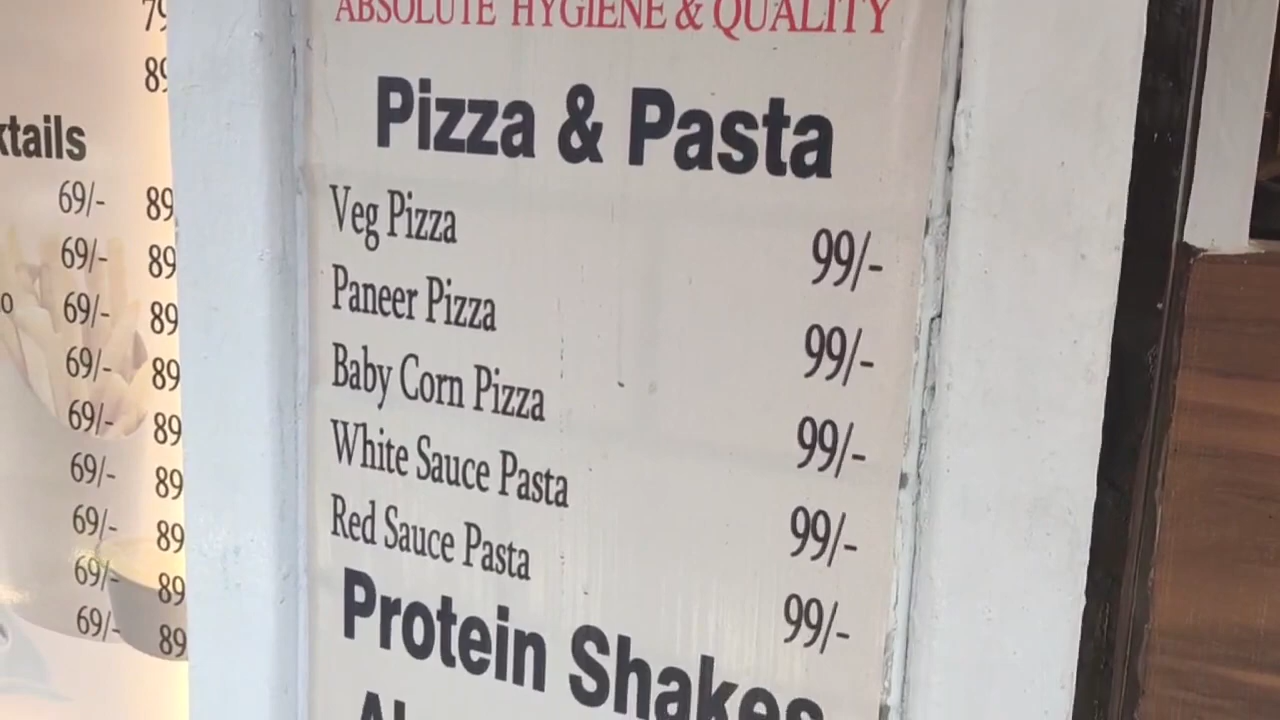 79
89
ktails
69/- 89
69/- 89
69/- 89
69/- 89
69/- 89
69/- 89
69/- 89
69/- 89
69/- 89
ABSOLUTE HYGIENE & QUALITY
Pizza & Pasta
Veg Pizza 99/-
Paneer Pizza 99/-
Baby Corn Pizza 99/-
White Sauce Pasta 99/-
Red Sauce Pasta 99/-
Protein Shakes